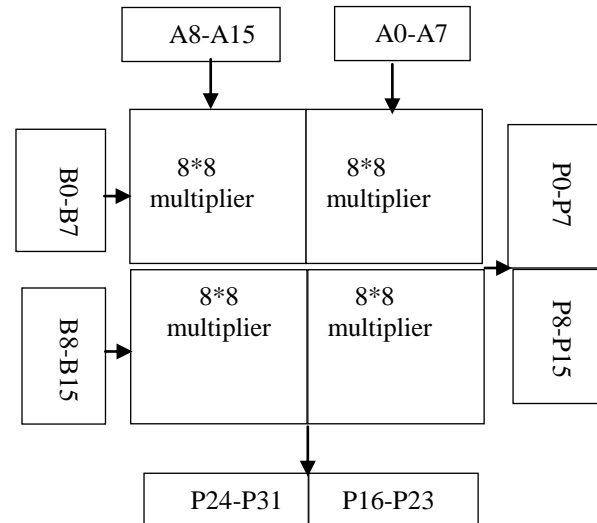 A8-A15
A0-A7
B0-B7
8*8
multiplier
8*8
multiplier
P0-P7
B8-B15
8*8
multiplier
8*8
multiplier
P8-P15
P24-P31
P16-P23